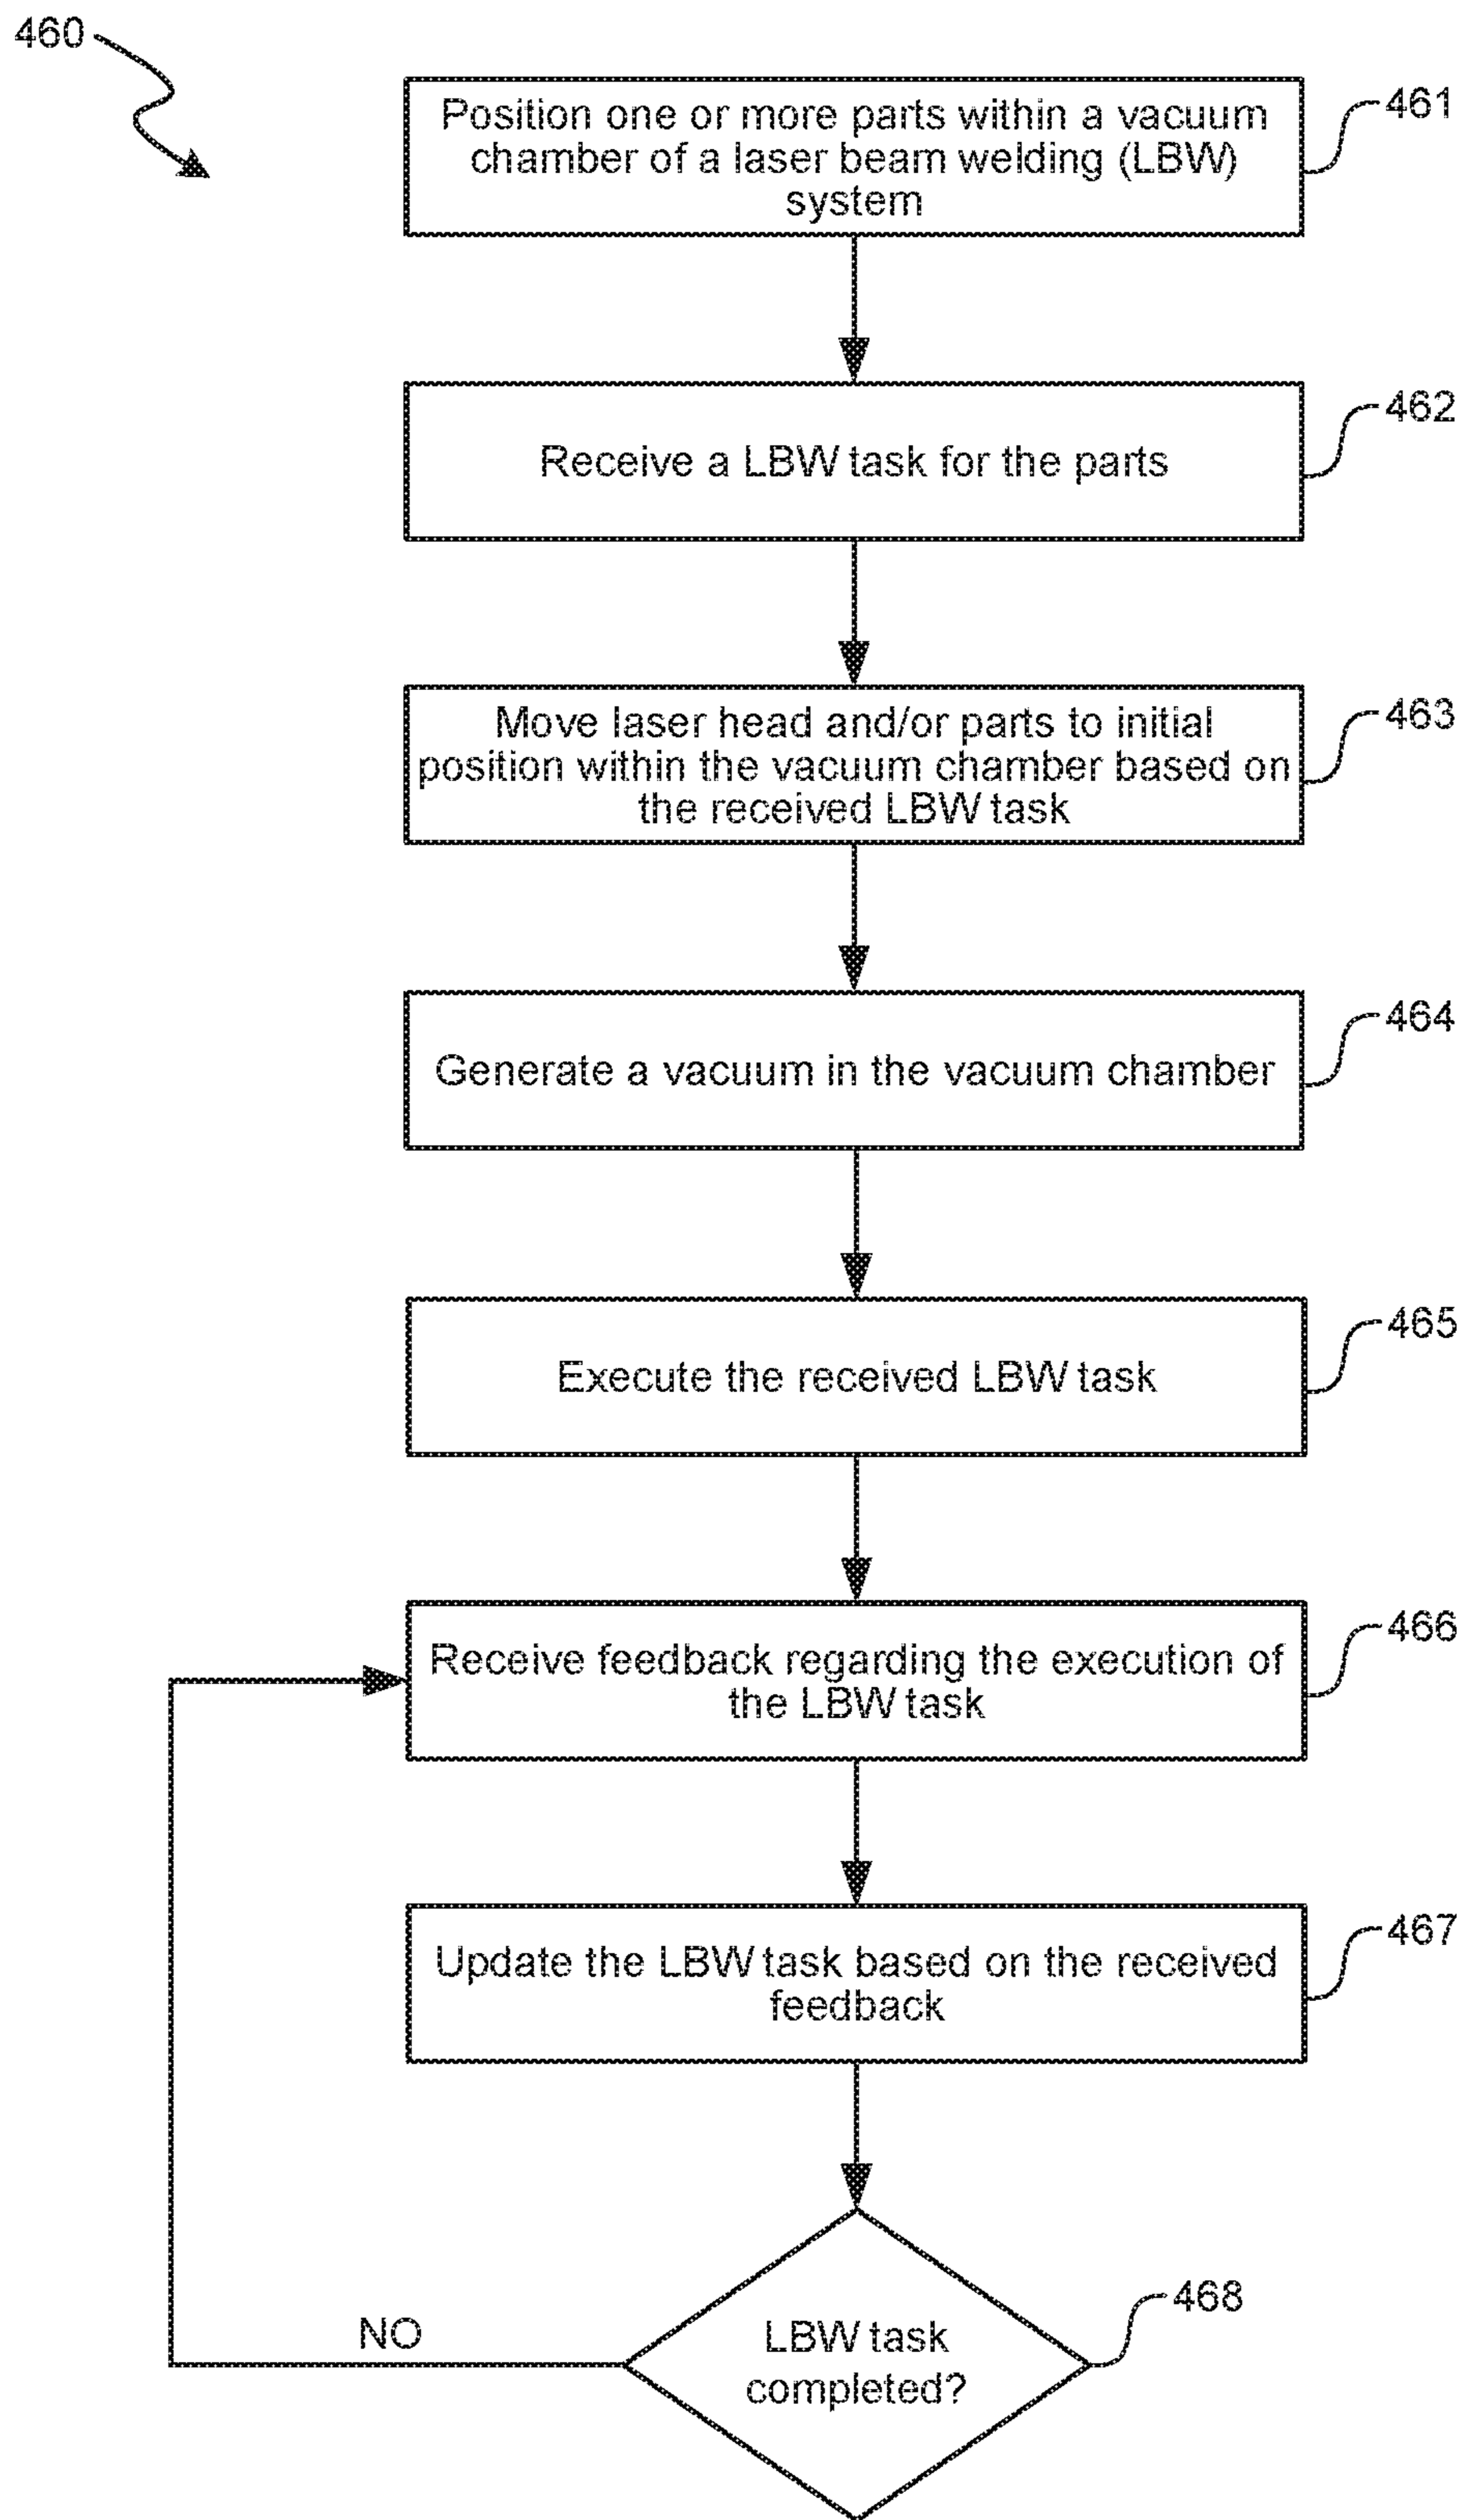 460
Position one or more parts within a vacuum
chamber of a laser beam welding (LBW)
system
461
Receive a LBW task for the parts
462
Move laser head and/or parts to initial
position within the vacuum chamber based on
the received LBW task
463
Generate a vacuum in the vacuum chamber
464
Execute the received LBW task
465
Receive feedback regarding the execution of
the LBW task
466
Update the LBW task based on the received
feedback
467
LBW task
completed?
468
NO